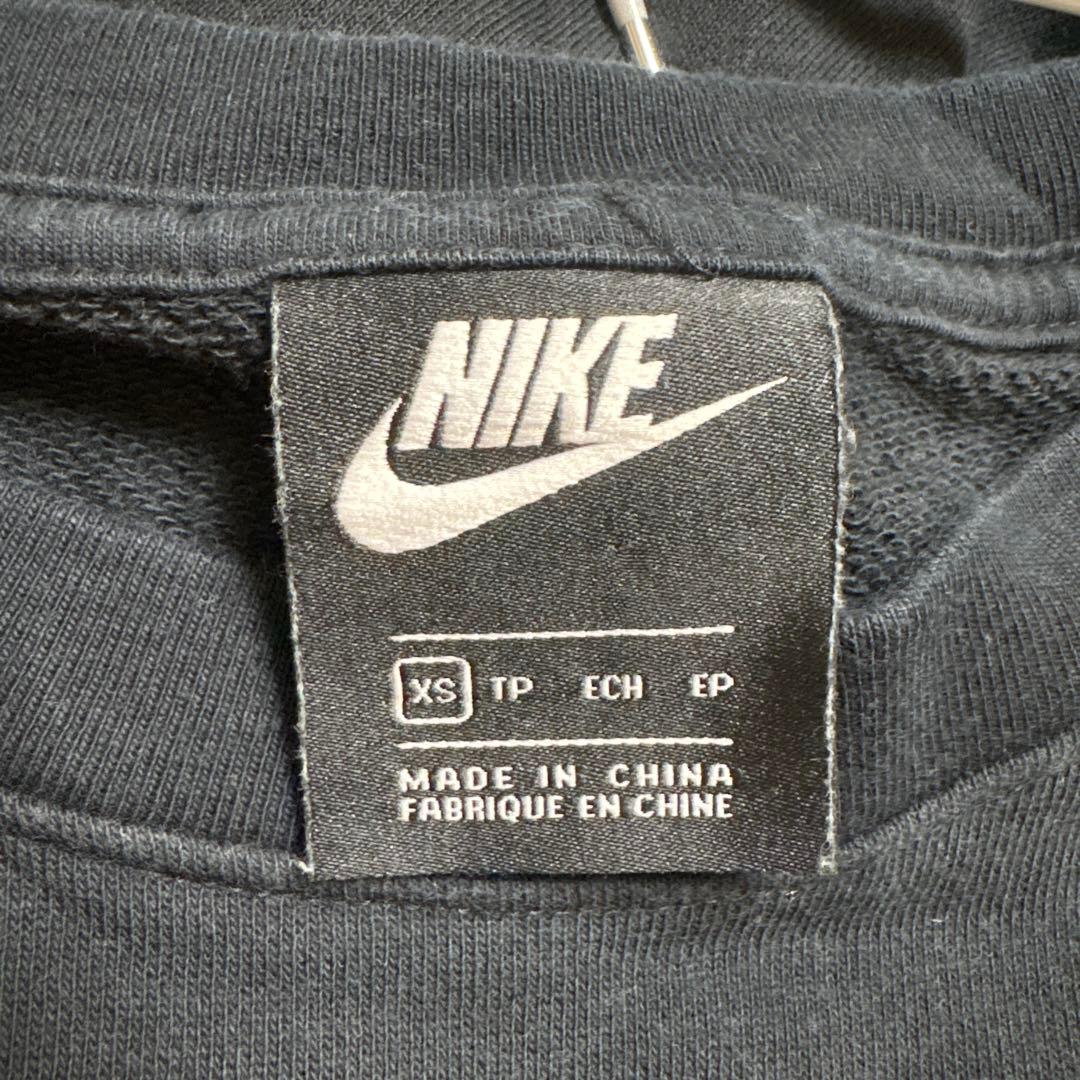 NIKE
XS TP ECH EP
MADE IN CHINA
FABRIQUE EN CHINE